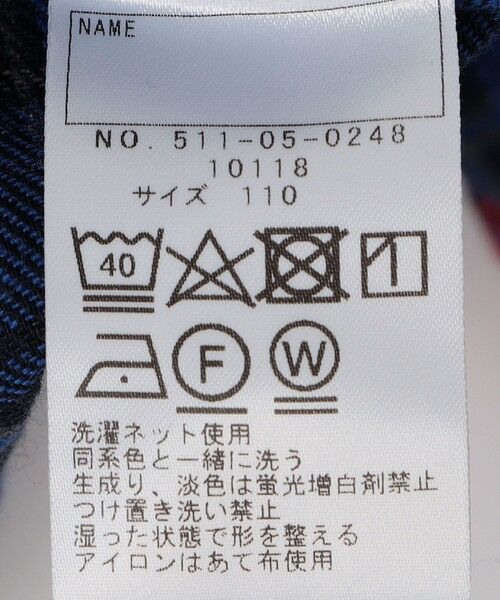 NAME
NO. 511-05-0248
10118
サイズ 110
40
F W
洗濯ネット使用
同系色と一緒に洗う
生成り、淡色は蛍光増白剤禁止
つけ置き洗い禁止
湿った状態で形を整える
アイロンはあて布使用